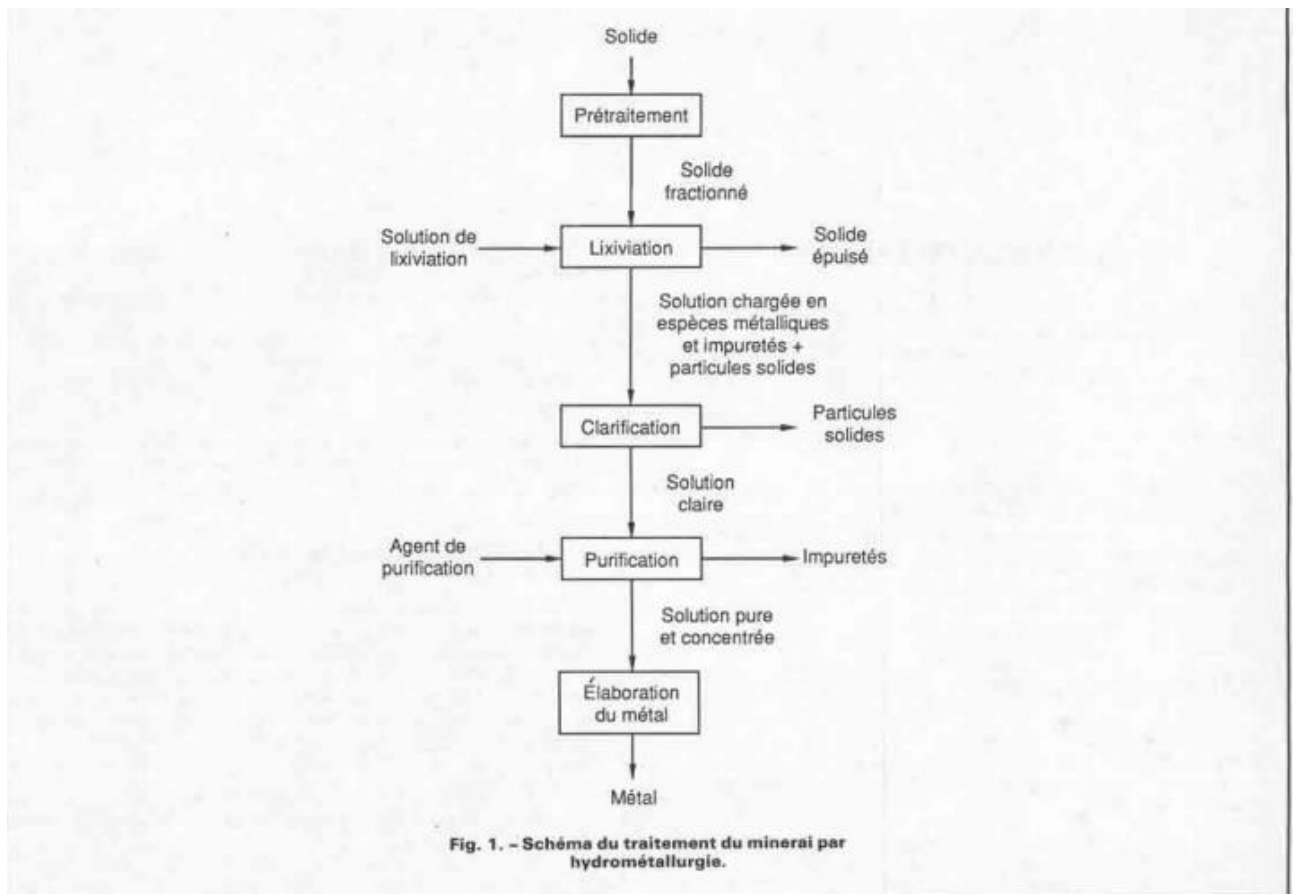 Solide
Prétraitement
Solide
fractionné
Solution de
lixiviation
Lixiviation
Solide
épuisé
Solution chargée en
espèces métalliques
et impuretés +
particules solides
Clarification
Particules
solides
Solution
claire
Agent de
purification
Purification
Impuretés
Solution pure
et concentrée
Élaboration
du métal
Métal
Fig. 1. – Schéma du traitement du minerai par
hydrométallurgie.